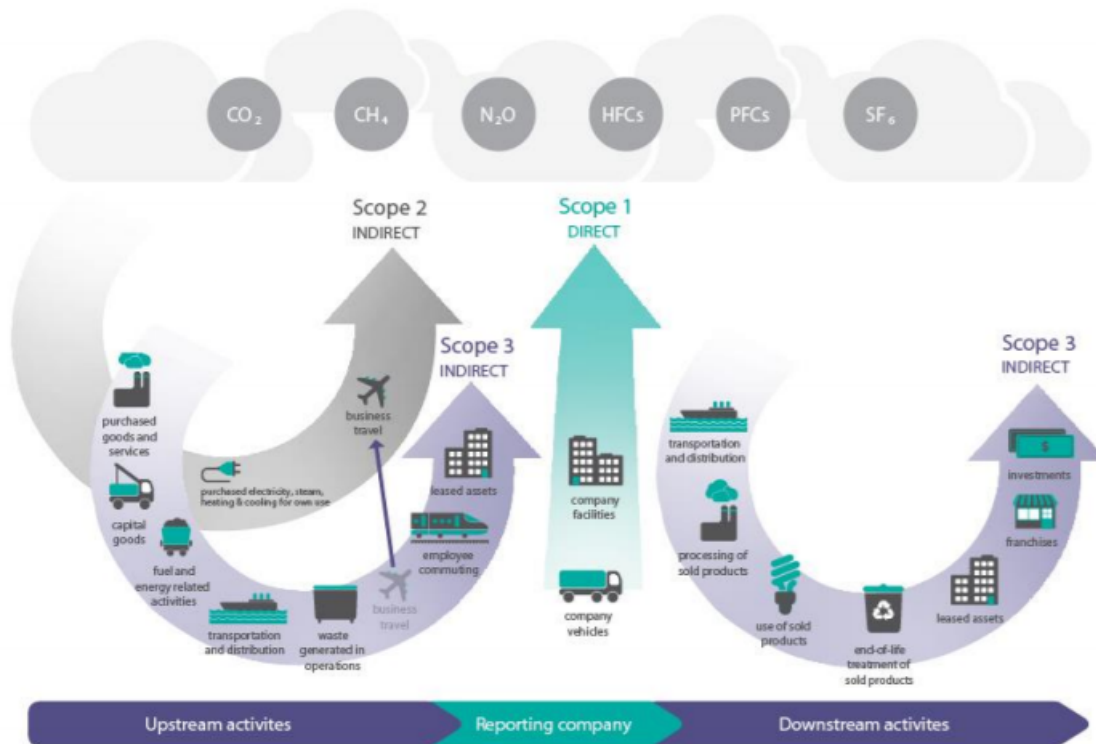 CO₂
CH₄
N₂O
HFCs
PFCs
SF₆
Scope 2
INDIRECT
Scope 1
DIRECT
Scope 3
INDIRECT
Scope 3
INDIRECT
purchased
goods and
services
capital
goods
fuel and
energy related
activities
purchased electricity, steam,
heating & cooling for own use
transportation
and distribution
waste
generated in
operations
business
travel
business
travel
employee
commuting
leased assets
company
facilities
company
vehicles
transportation
and distribution
processing of
sold products
use of sold
products
end-of-life
treatment of
sold products
leased assets
franchises
$
investments
Upstream activites
Reporting company
Downstream activites